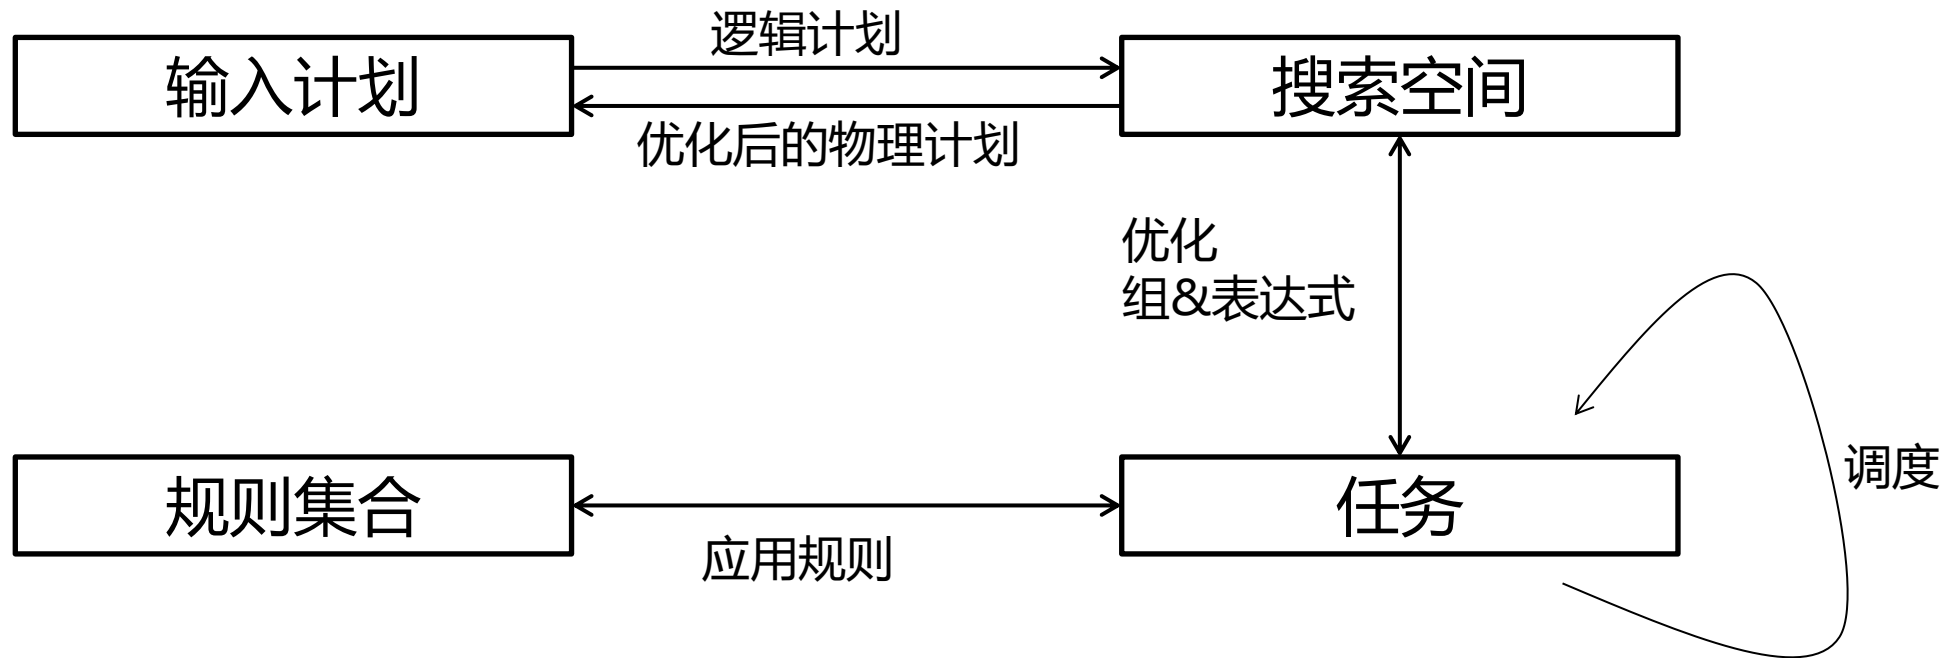 逻辑计划
输入计划
搜索空间
优化后的物理计划
优化
组&表达式
调度
规则集合
任务
应用规则